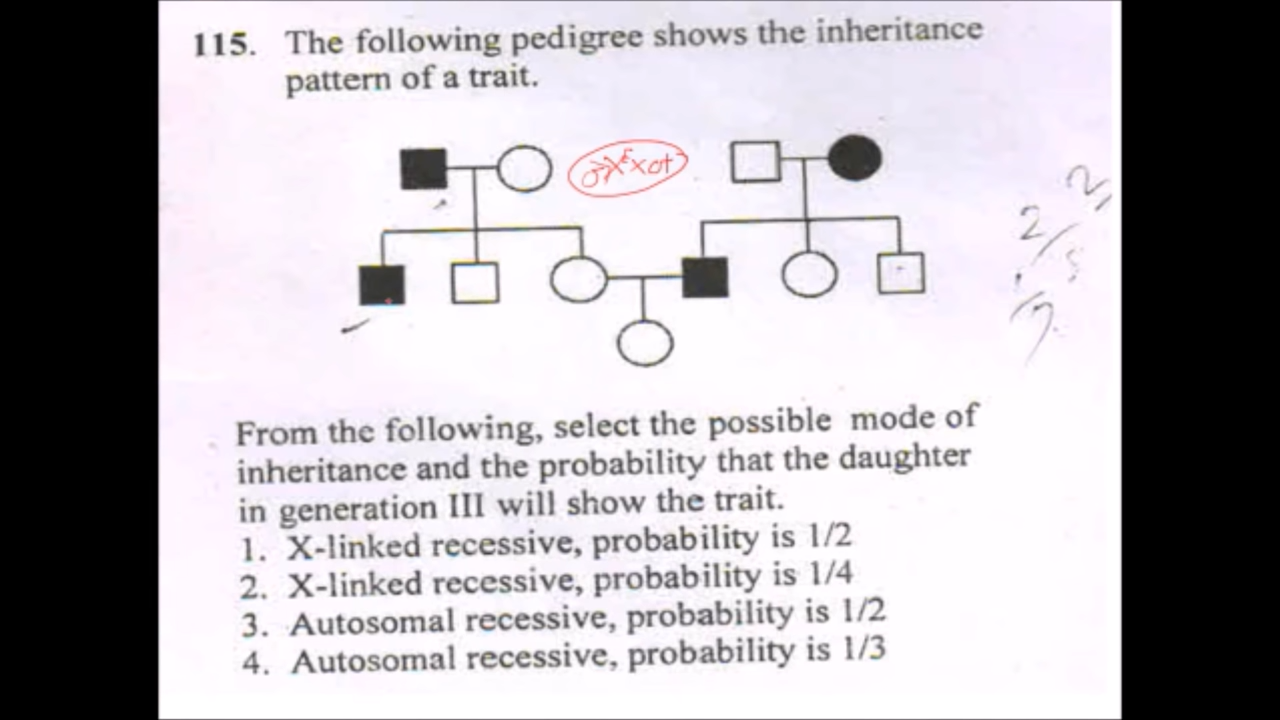 115. The following pedigree shows the inheritance
pattern of a trait.
From the following, select the possible mode of
inheritance and the probability that the daughter
in generation III will show the trait.
1. X-linked recessive, probability is 1/2
2. X-linked recessive, probability is 1/4
3. Autosomal recessive, probability is 1/2
4. Autosomal recessive, probability is 1/3